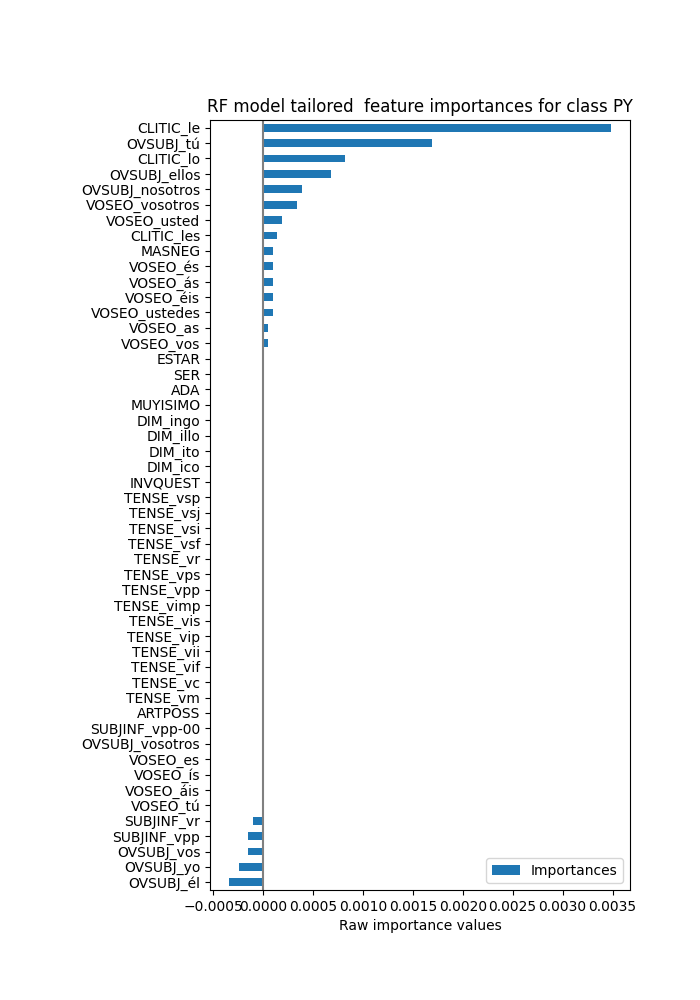 RF model tailored  feature importances for class PY
CLITIC_le
OVSUBJ_tú
CLITIC_lo
OVSUBJ_ellos
OVSUBJ_nosotros
VOSEO_vosotros
VOSEO_usted
CLITIC_les
MASNEG
VOSEO_és
VOSEO_ás
VOSEO_éis
VOSEO_ustedes
VOSEO_as
VOSEO_vos
ESTAR
SER
ADA
MUYISIMO
DIM_ingo
DIM_illo
DIM_ito
DIM_ico
INVQUEST
TENSE_vsp
TENSE_vsj
TENSE_vsi
TENSE_vsf
TENSE_vr
TENSE_vps
TENSE_vpp
TENSE_vimp
TENSE_vis
TENSE_vip
TENSE_vii
TENSE_vif
TENSE_vc
TENSE_vm
ARTPOSS
SUBJINF_vpp-00
OVSUBJ_vosotros
VOSEO_es
VOSEO_ís
VOSEO_áis
VOSEO_tú
SUBJINF_vr
SUBJINF_vpp
OVSUBJ_vos
OVSUBJ_yo
OVSUBJ_él
Importances
−0.0005 0.0000 0.0005 0.0010 0.0015 0.0020 0.0025 0.0030 0.0035
Raw importance values